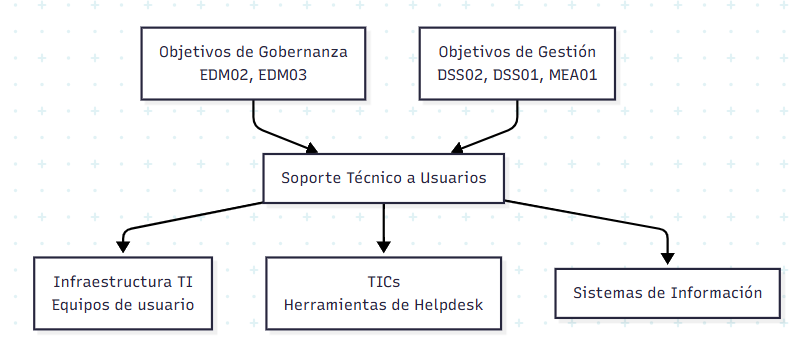 Objetivos de Gobernanza
EDM02, EDM03
Objetivos de Gestión
DSS02, DSS01, MEA01
Soporte Técnico a Usuarios
Infraestructura TI
Equipos de usuario
TICs
Herramientas de Helpdesk
Sistemas de Información